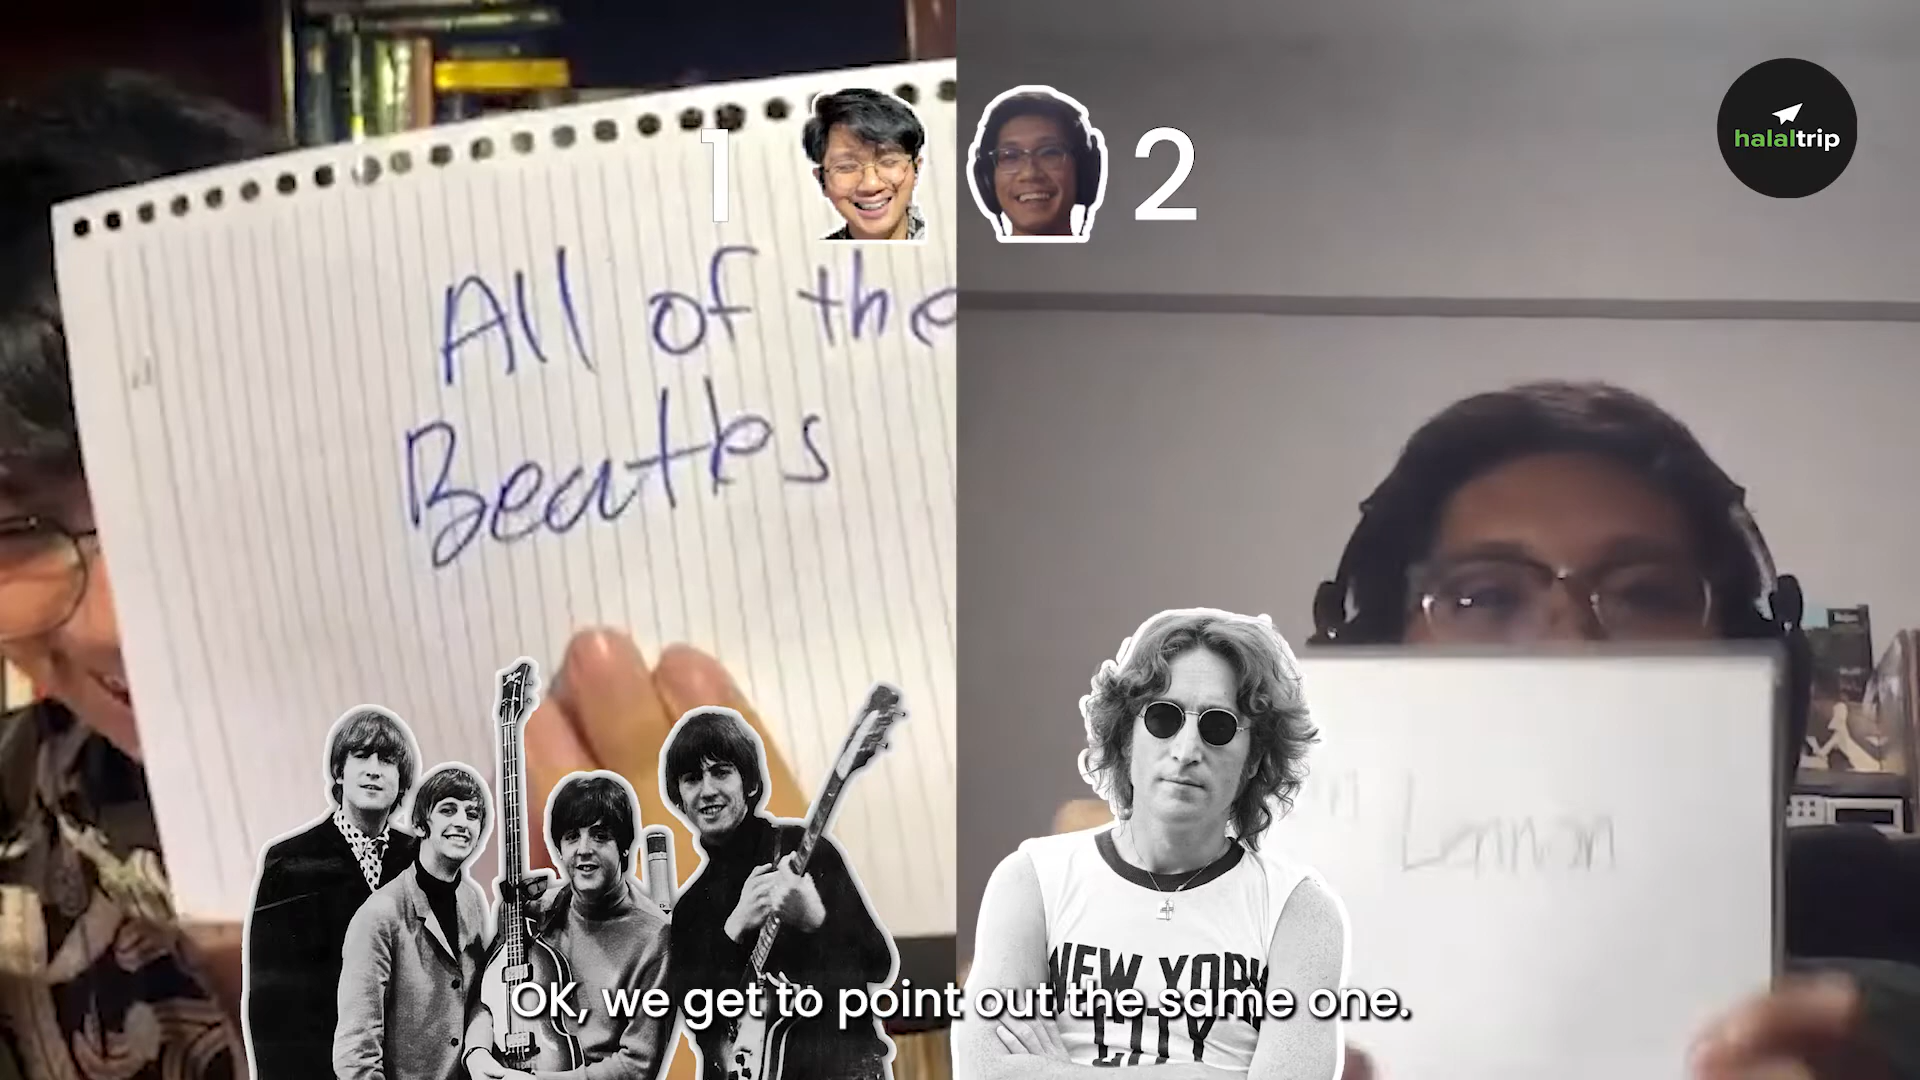 1
2
halaltrip
All of the
Beatles
Lennon
NEW YORK
CITY
OK, we get to point out the same one.